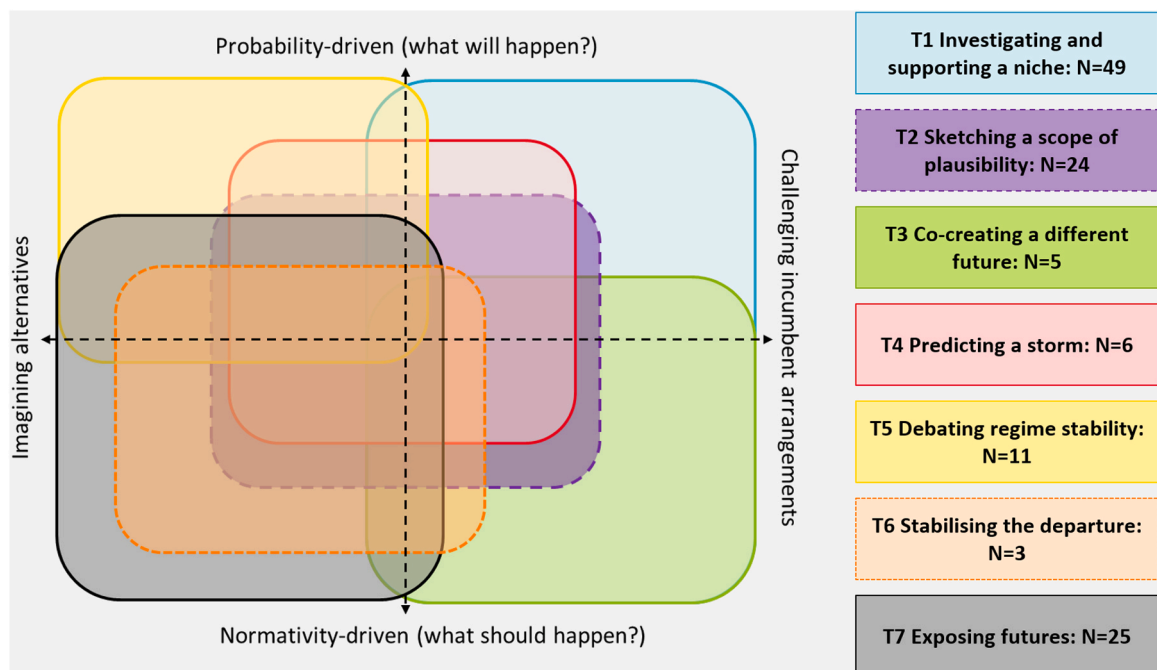 Probability-driven (what will happen?)
Imagining alternatives
Challenging incumbent arrangements
Normativity-driven (what should happen?)
T1 Investigating and
supporting a niche: N=49
T2 Sketching a scope of
plausibility: N=24
T3 Co-creating a different
future: N=5
T4 Predicting a storm: N=6
T5 Debating regime stability:
N=11
T6 Stabilising the departure:
N=3
T7 Exposing futures: N=25